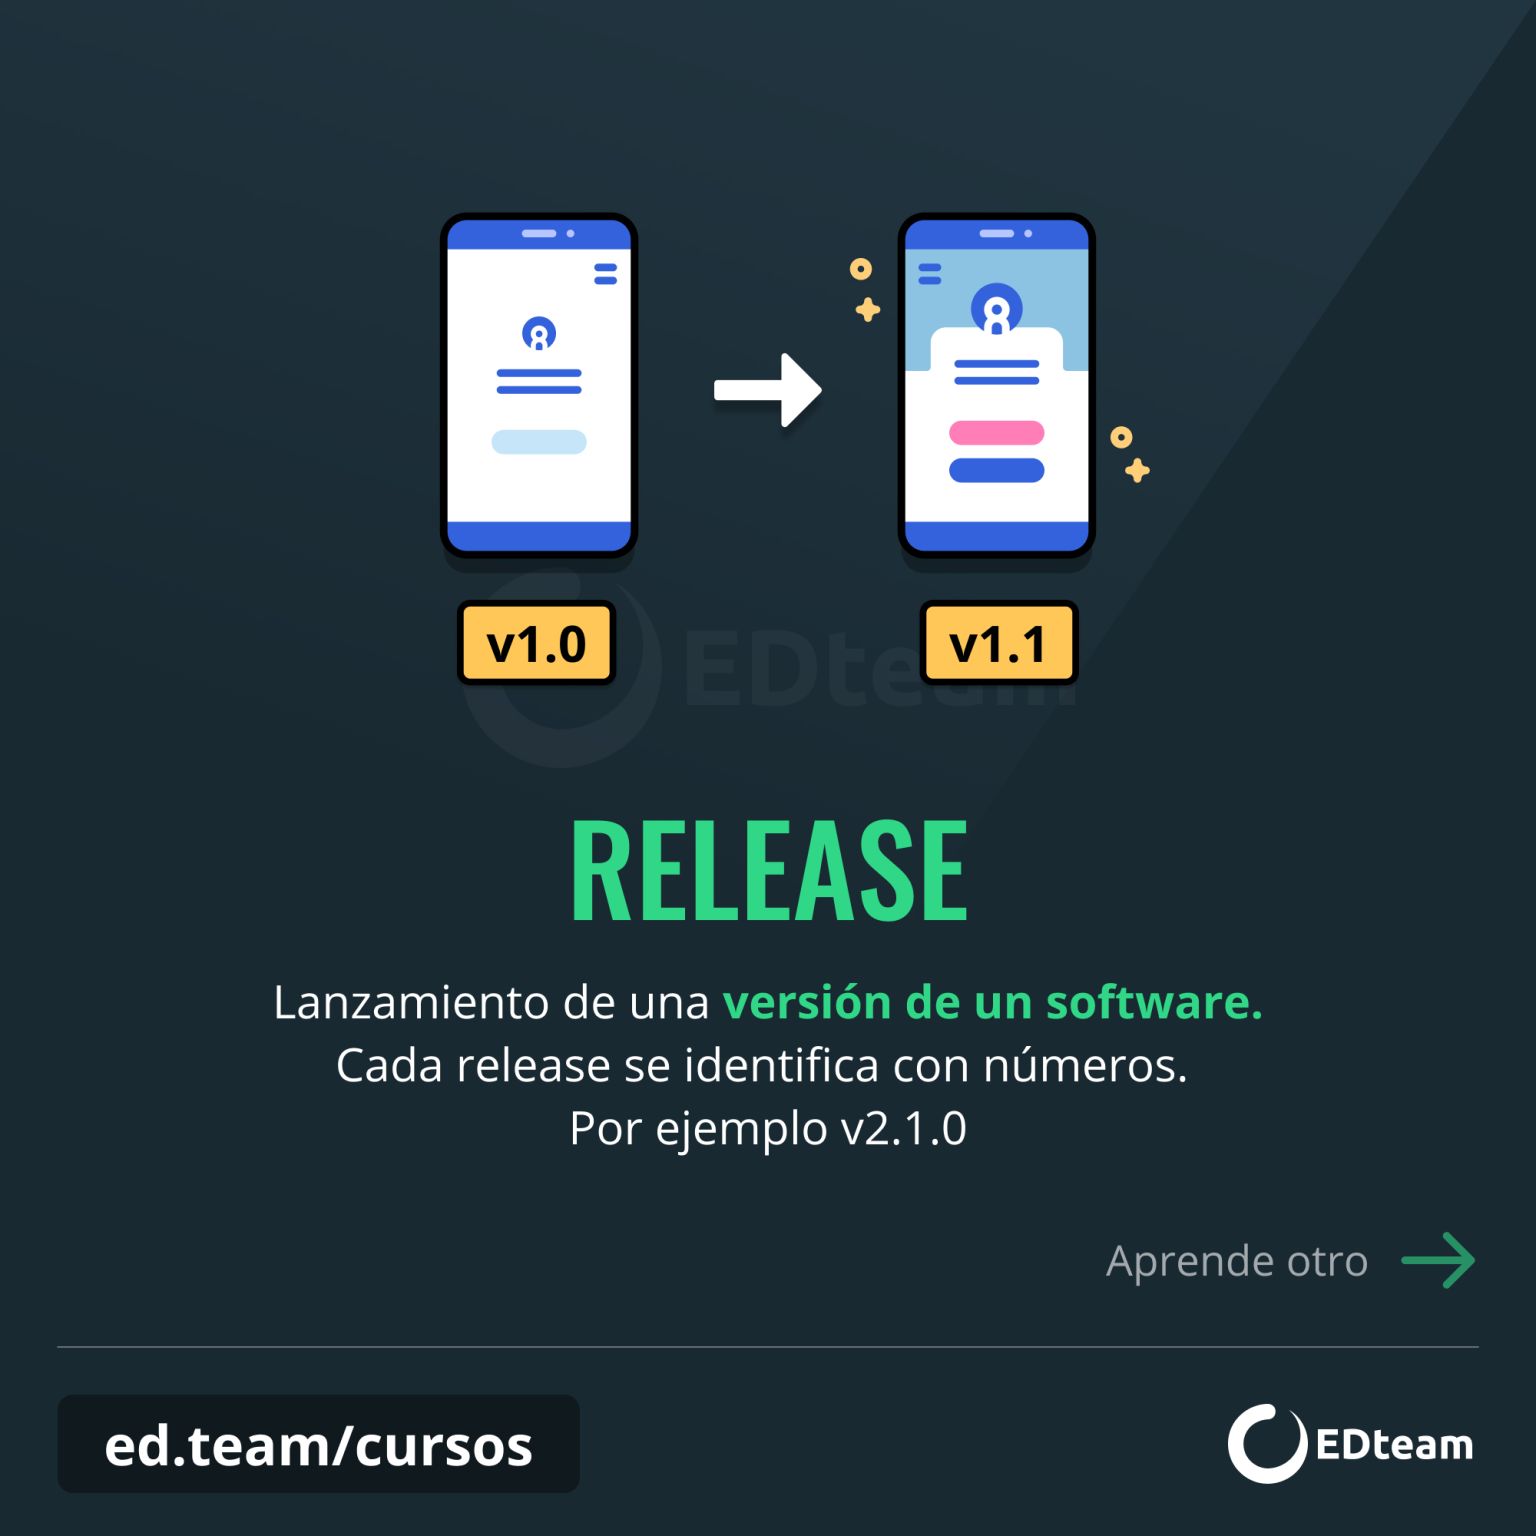 v1.0
v1.1
EDteam
RELEASE
Lanzamiento de una versión de un software.
Cada release se identifica con números.
Por ejemplo v2.1.0
Aprende otro
ed.team/cursos
EDteam